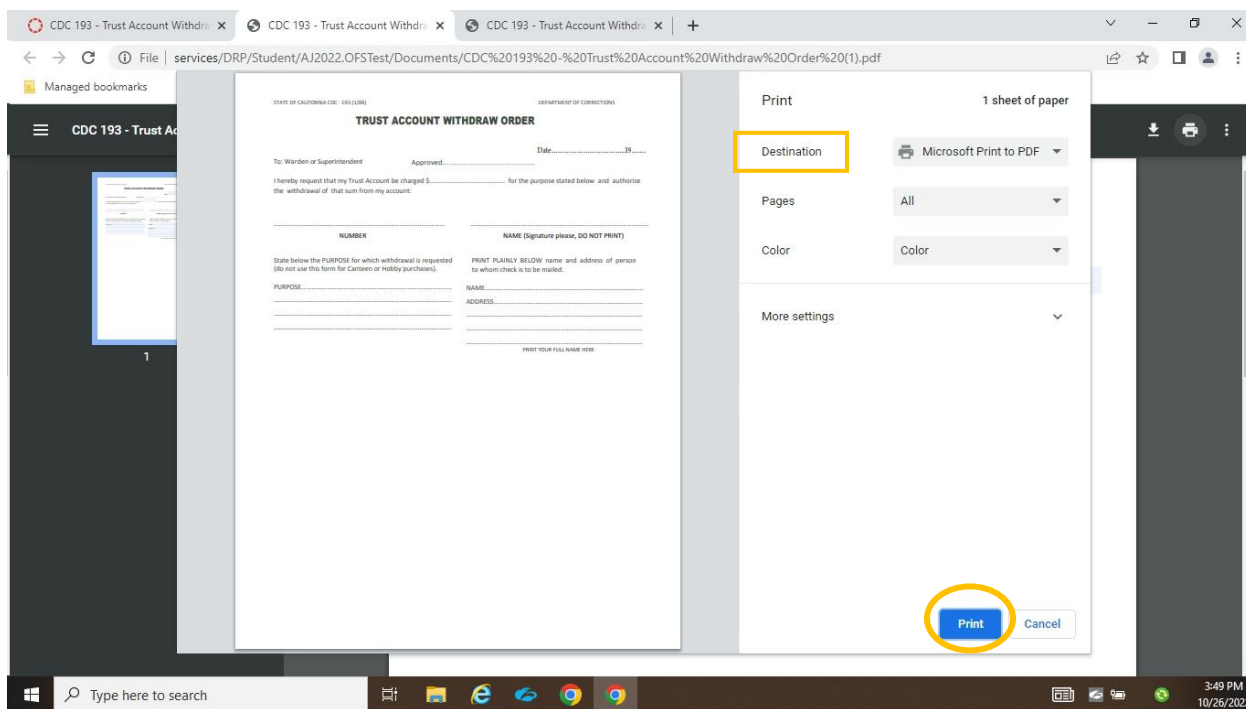 CDC 193 - Trust Account Withdra
CDC 193 - Trust Account Withdra
CDC 193 - Trust Account Withdra
File services/DRP/Student/AJ2022.OFSTest/Documents/CDC%20193%20-%20Trust%20Account%20Withdraw%20Order%20(1).pdf
Managed bookmarks
CDC 193 - Trust Ac
1
STATE OF CALIFORNIA CDC - 193 (1/88) DEPARTMENT OF CORRECTIONS
TRUST ACCOUNT WITHDRAW ORDER
Date....................................19........
To: Warden or Superintendent Approved.............................................
I hereby request that my Trust Account be charged $.................................... for the purpose stated below and authorize
the withdrawal of that sum from my account:
NUMBER NAME (Signature please, DO NOT PRINT)
State below the PURPOSE for which withdrawal is requested
(do not use this form for Canteen or Hobby purchases).
PRINT PLAINLY BELOW name and address of person
to whom check is to be mailed.
PURPOSE
NAME
ADDRESS
PRINT YOUR FULL NAME HERE
Print 1 sheet of paper
Destination Microsoft Print to PDF
Pages All
Color Color
More settings
Print Cancel
Type here to search
3:49 PM
10/26/202